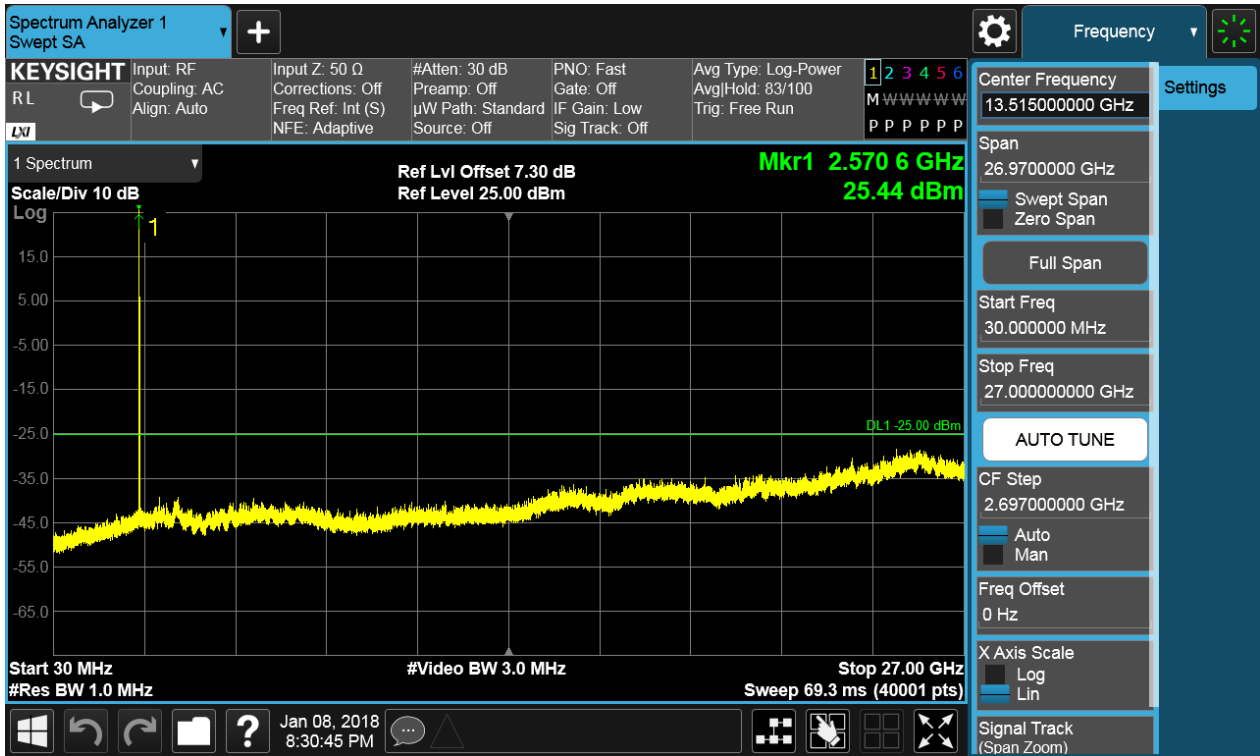 Spectrum Analyzer 1
Swept SA
+
Frequency
KEYSIGHT
RL
LXI
Input: RF
Coupling: AC
Align: Auto
Input Z: 50 Ω
Corrections: Off
Freq Ref: Int (S)
NFE: Adaptive
#Atten: 30 dB
Preamp: Off
µW Path: Standard
Source: Off
PNO: Fast
Gate: Off
IF Gain: Low
Sig Track: Off
Avg Type: Log-Power
Avg|Hold: 83/100
Trig: Free Run
1 2 3 4 5 6
M W W W W W
P P P P P P
1 Spectrum
Scale/Div 10 dB
Ref Lvl Offset 7.30 dB
Ref Level 25.00 dBm
Mkr1 2.570 6 GHz
25.44 dBm
Log
1
15.0
5.00
-5.00
-15.0
-25.0
DL1 -25.00 dBm
-35.0
-45.0
-55.0
-65.0
Start 30 MHz
#Video BW 3.0 MHz
Stop 27.00 GHz
#Res BW 1.0 MHz
Sweep 69.3 ms (40001 pts)
?
Jan 08, 2018
8:30:45 PM
Center Frequency
13.515000000 GHz
Settings
Span
26.9700000 GHz
Swept Span
Zero Span
Full Span
Start Freq
30.000000 MHz
Stop Freq
27.000000000 GHz
AUTO TUNE
CF Step
2.697000000 GHz
Auto
Man
Freq Offset
0 Hz
X Axis Scale
Log
Lin
Signal Track
(Span Zoom)